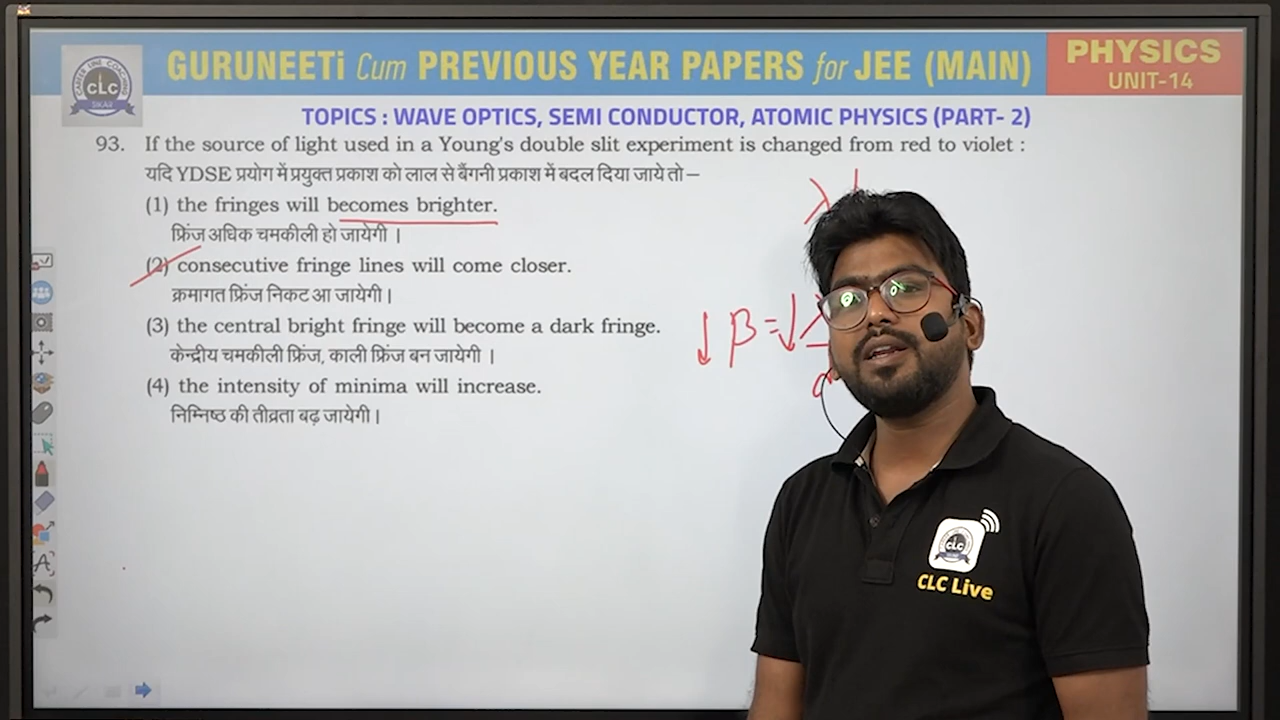 GURUNEETi Cum PREVIOUS YEAR PAPERS for JEE (MAIN)
PHYSICS
UNIT-14
CLC
SIKAR
TOPICS : WAVE OPTICS, SEMI CONDUCTOR, ATOMIC PHYSICS (PART- 2)
93. If the source of light used in a Young's double slit experiment is changed from red to violet :
यदि YDSE प्रयोग में प्रयुक्त प्रकाश को लाल से बैंगनी प्रकाश में बदल दिया जाये तो –
(1) the fringes will becomes brighter.
फ्रिंज अधिक चमकीली हो जायेगी ।
(2) consecutive fringe lines will come closer.
क्रमागत फ्रिंज निकट आ जायेगी ।
(3) the central bright fringe will become a dark fringe.
केन्द्रीय चमकीली फ्रिंज, काली फ्रिंज बन जायेगी ।
(4) the intensity of minima will increase.
निम्निष्ठ की तीव्रता बढ़ जायेगी ।
λ
↓ β = ↓ λ
CLC
CLC Live